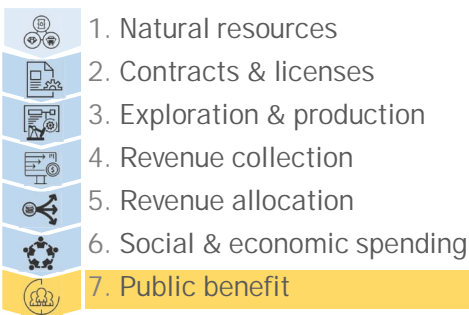 1. Natural resources
2. Contracts & licenses
3. Exploration & production
4. Revenue collection
5. Revenue allocation
6. Social & economic spending
7. Public benefit